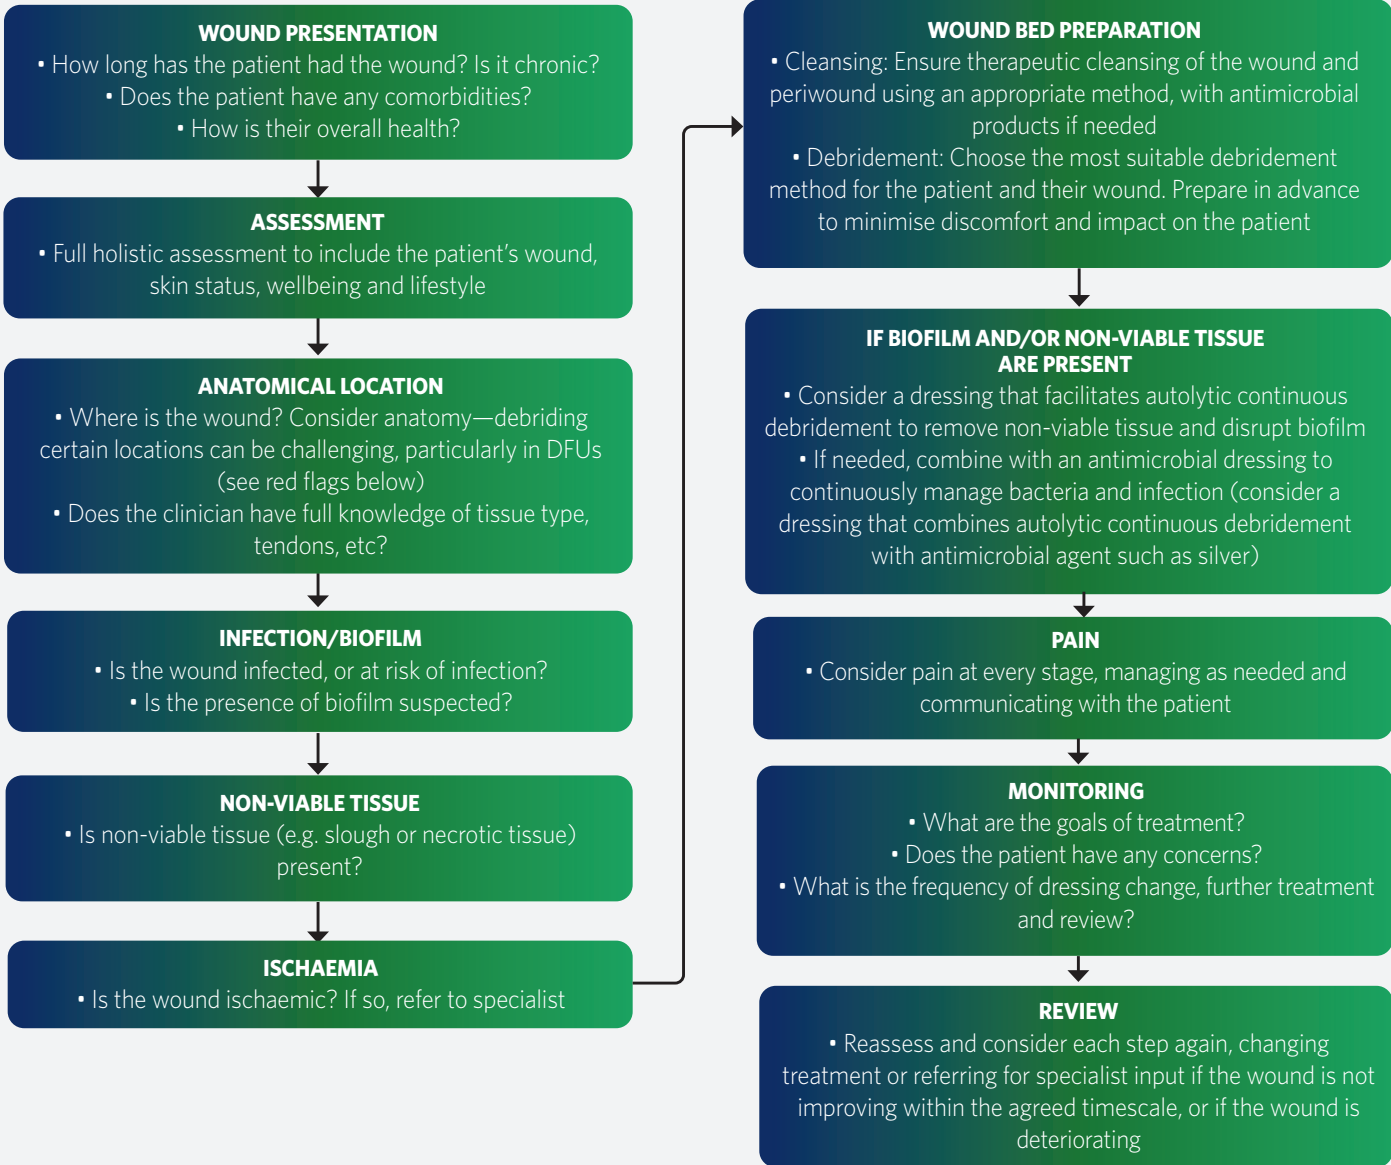 WOUND PRESENTATION
• How long has the patient had the wound? Is it chronic?
• Does the patient have any comorbidities?
• How is their overall health?
ASSESSMENT
• Full holistic assessment to include the patient’s wound,
skin status, wellbeing and lifestyle
ANATOMICAL LOCATION
• Where is the wound? Consider anatomy—debriding
certain locations can be challenging, particularly in DFUs
(see red flags below)
• Does the clinician have full knowledge of tissue type,
tendons, etc?
INFECTION/BIOFILM
• Is the wound infected, or at risk of infection?
• Is the presence of biofilm suspected?
NON-VIABLE TISSUE
• Is non-viable tissue (e.g. slough or necrotic tissue)
present?
ISCHAEMIA
• Is the wound ischaemic? If so, refer to specialist
WOUND BED PREPARATION
• Cleansing: Ensure therapeutic cleansing of the wound and
periwound using an appropriate method, with antimicrobial
products if needed
• Debridement: Choose the most suitable debridement
method for the patient and their wound. Prepare in advance
to minimise discomfort and impact on the patient
IF BIOFILM AND/OR NON-VIABLE TISSUE
ARE PRESENT
• Consider a dressing that facilitates autolytic continuous
debridement to remove non-viable tissue and disrupt biofilm
• If needed, combine with an antimicrobial dressing to
continuously manage bacteria and infection (consider a
dressing that combines autolytic continuous debridement
with antimicrobial agent such as silver)
PAIN
• Consider pain at every stage, managing as needed and
communicating with the patient
MONITORING
• What are the goals of treatment?
• Does the patient have any concerns?
• What is the frequency of dressing change, further treatment
and review?
REVIEW
• Reassess and consider each step again, changing
treatment or referring for specialist input if the wound is not
improving within the agreed timescale, or if the wound is
deteriorating